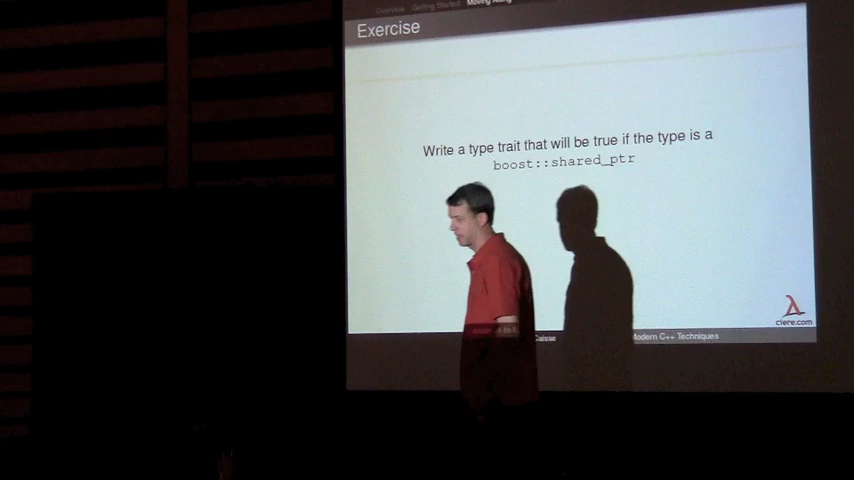 Overview Getting Started Moving Along
Exercise
Write a type trait that will be true if the type is a
boost::shared_ptr
ciere.com
Caisse
Modern C++ Techniques